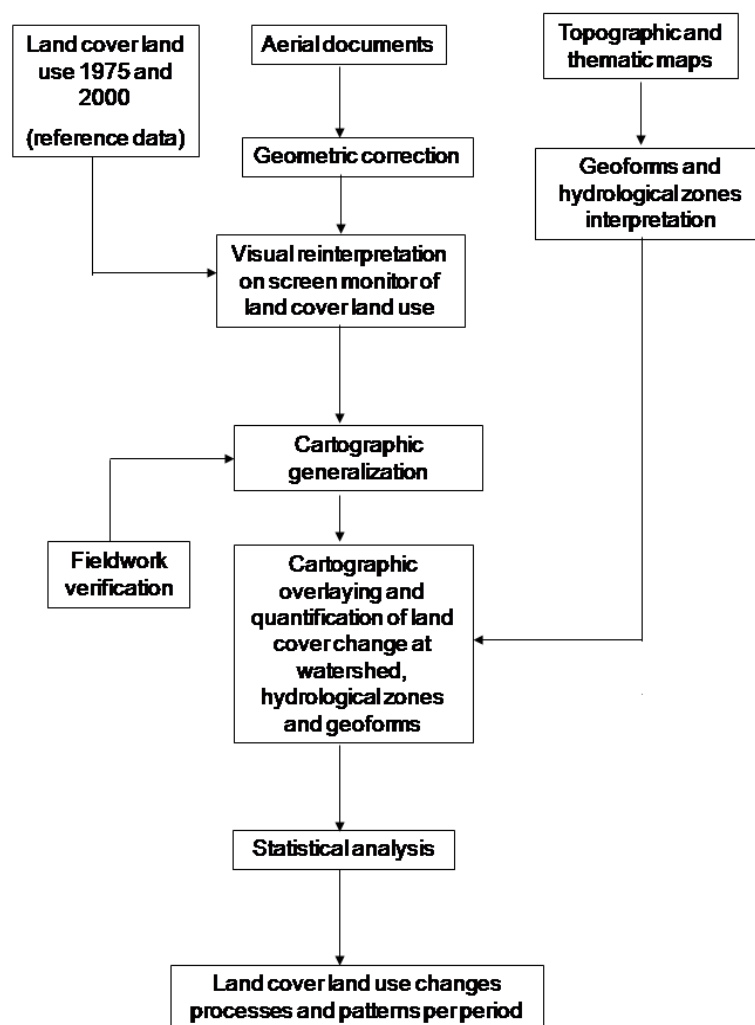 Land cover land
use 1975 and
2000
(reference data)
Aerial documents
Topographic and
thematic maps
Geometric correction
Geoforms and
hydrological zones
interpretation
Visual reinterpretation
on screen monitor of
land cover land use
Cartographic
generalization
Fieldwork
verification
Cartographic
overlaying and
quantification of land
cover change at
watershed,
hydrological zones
and geoforms
Statistical analysis
Land cover land use changes
processes and patterns per period